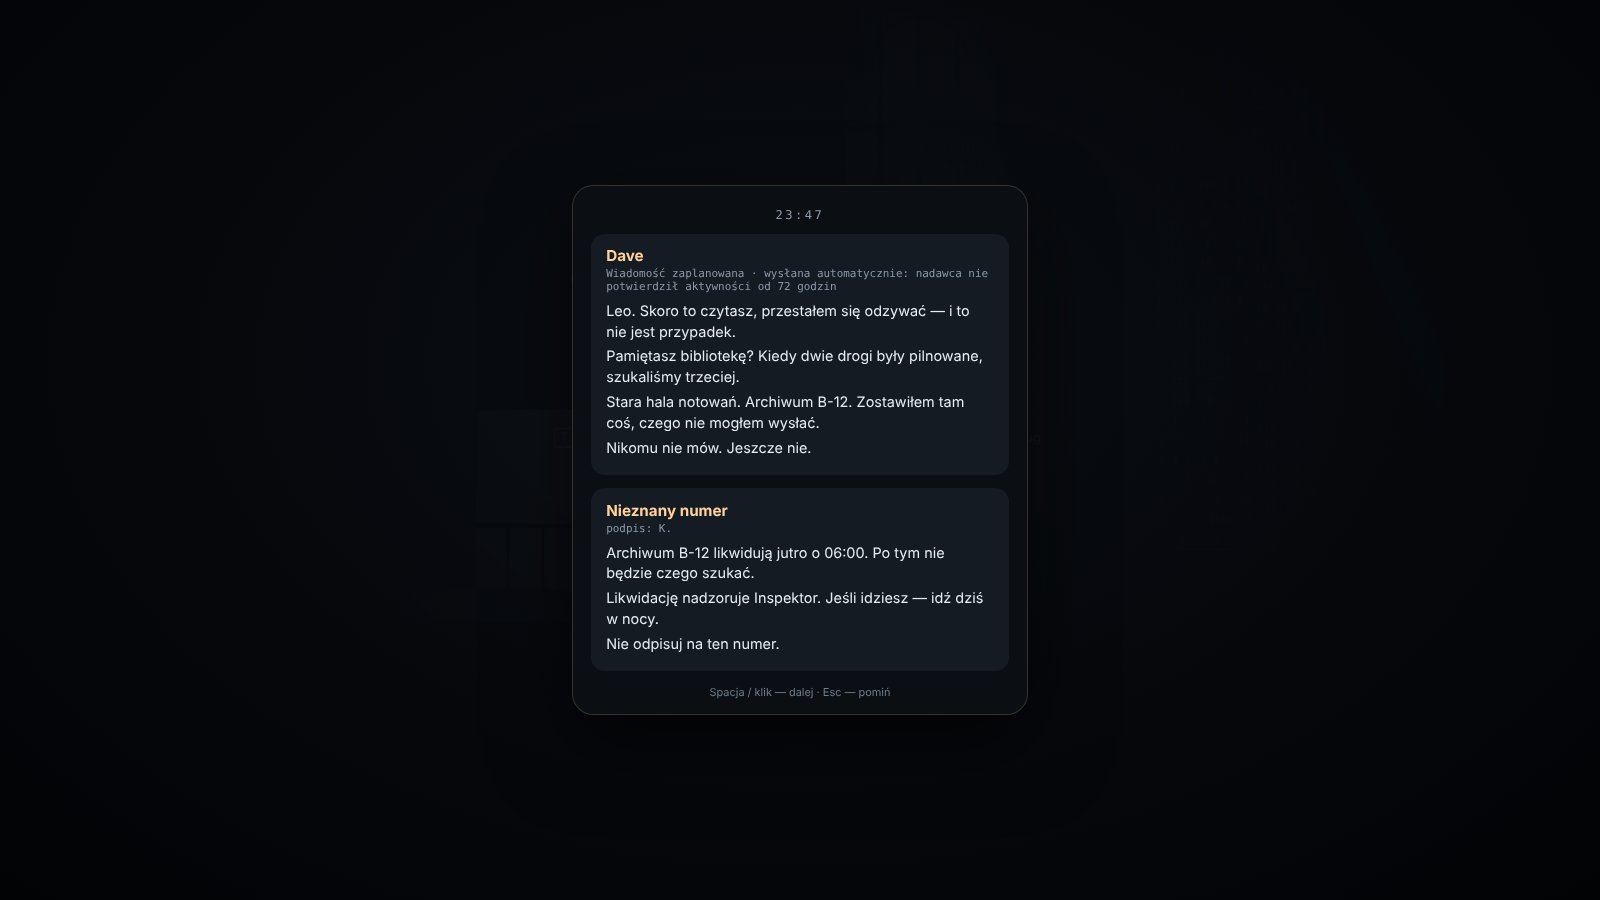 23:47
Dave
Wiadomość zaplanowana · wysłana automatycznie: nadawca nie
potwierdził aktywności od 72 godzin
Leo. Skoro to czytasz, przestałem się odzywać — i to
nie jest przypadek.
Pamiętasz bibliotekę? Kiedy dwie drogi były pilnowane,
szukaliśmy trzeciej.
Stara hala notowań. Archiwum B-12. Zostawiłem tam
coś, czego nie mogłem wysłać.
Nikomu nie mów. Jeszcze nie.
Nieznany numer
podpis: K.
Archiwum B-12 likwidują jutro o 06:00. Po tym nie
będzie czego szukać.
Likwidację nadzoruje Inspektor. Jeśli idziesz — idź dziś
w nocy.
Nie odpisuj na ten numer.
Spacja / klik — dalej · Esc — pomiń